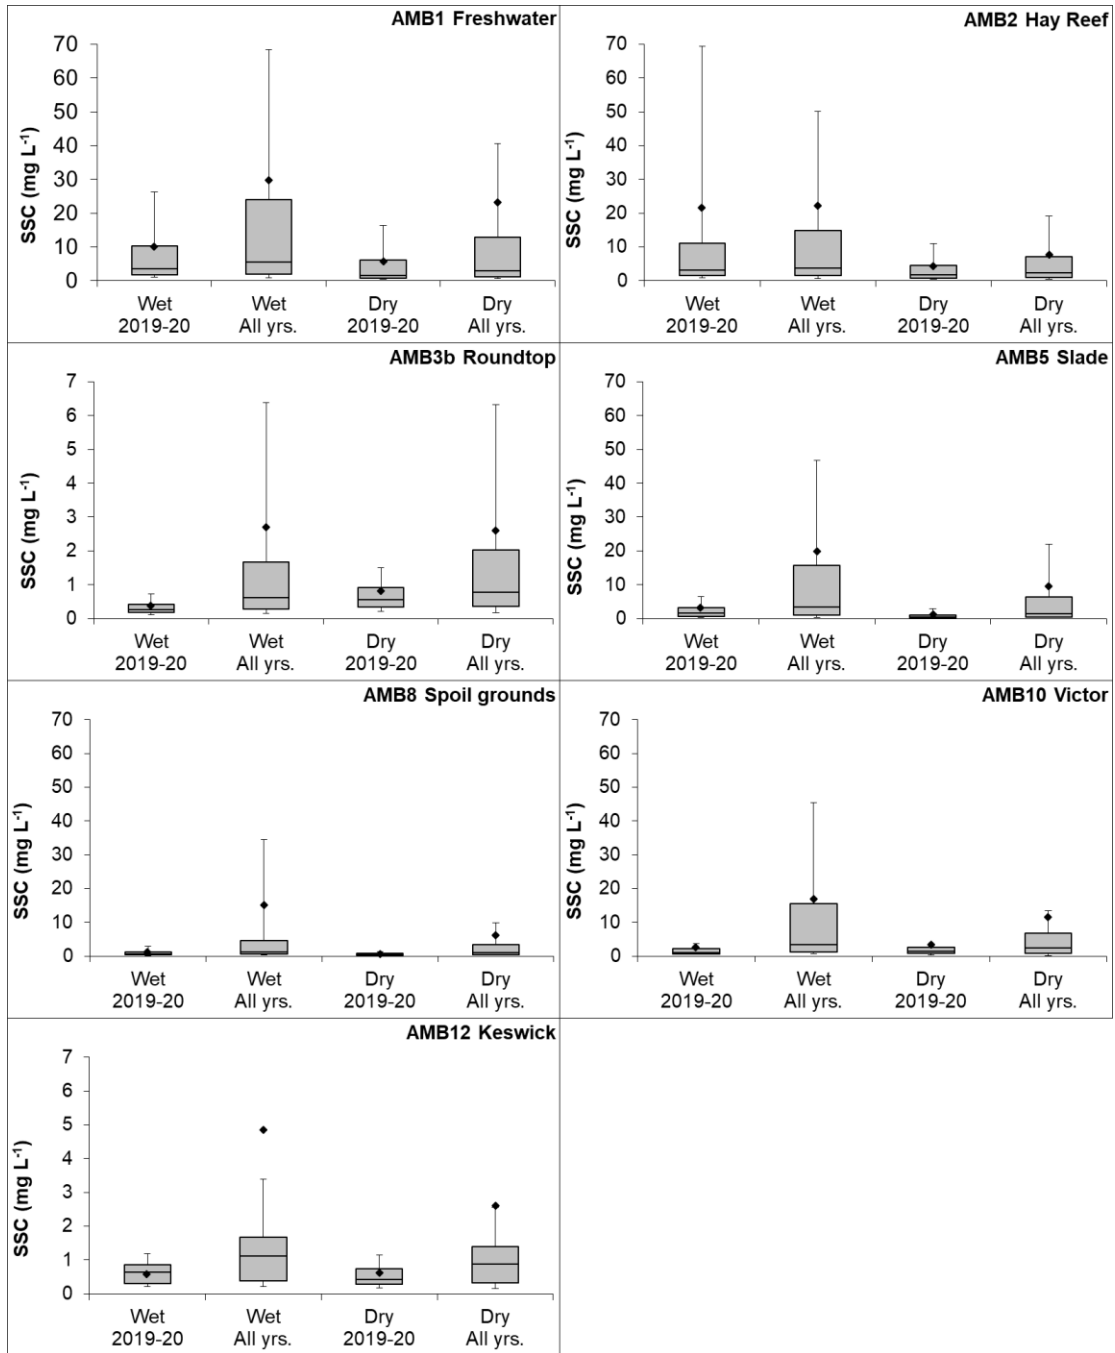 AMB1 Freshwater
70
60
50
40
30
20
10
0
SSC (mg L⁻¹)
Wet Wet Dry Dry
2019-20 All yrs. 2019-20 All yrs.
AMB2 Hay Reef
70
60
50
40
30
20
10
0
SSC (mg L⁻¹)
Wet Wet Dry Dry
2019-20 All yrs. 2019-20 All yrs.
AMB3b Roundtop
7
6
5
4
3
2
1
0
SSC (mg L⁻¹)
Wet Wet Dry Dry
2019-20 All yrs. 2019-20 All yrs.
AMB5 Slade
70
60
50
40
30
20
10
0
SSC (mg L⁻¹)
Wet Wet Dry Dry
2019-20 All yrs. 2019-20 All yrs.
AMB8 Spoil grounds
70
60
50
40
30
20
10
0
SSC (mg L⁻¹)
Wet Wet Dry Dry
2019-20 All yrs. 2019-20 All yrs.
AMB10 Victor
70
60
50
40
30
20
10
0
SSC (mg L⁻¹)
Wet Wet Dry Dry
2019-20 All yrs. 2019-20 All yrs.
AMB12 Keswick
7
6
5
4
3
2
1
0
SSC (mg L⁻¹)
Wet Wet Dry Dry
2019-20 All yrs. 2019-20 All yrs.